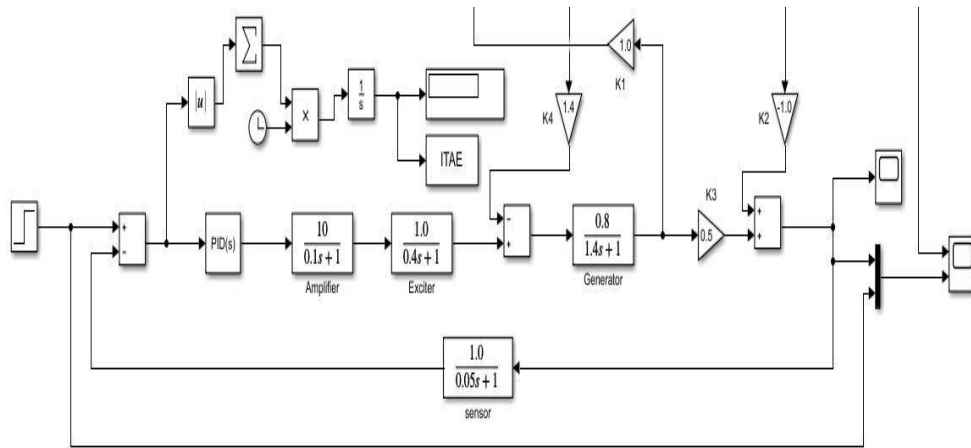 Σ
1.0
K1
|u|
×
1
s
1.4
K4
-1.0
K2
ITAE
K3
+
−
PID(s)
10
0.1s + 1
Amplifier
1.0
0.4s + 1
Exciter
−
+
0.8
1.4s + 1
Generator
0.5
+
+
1.0
0.05s + 1
sensor